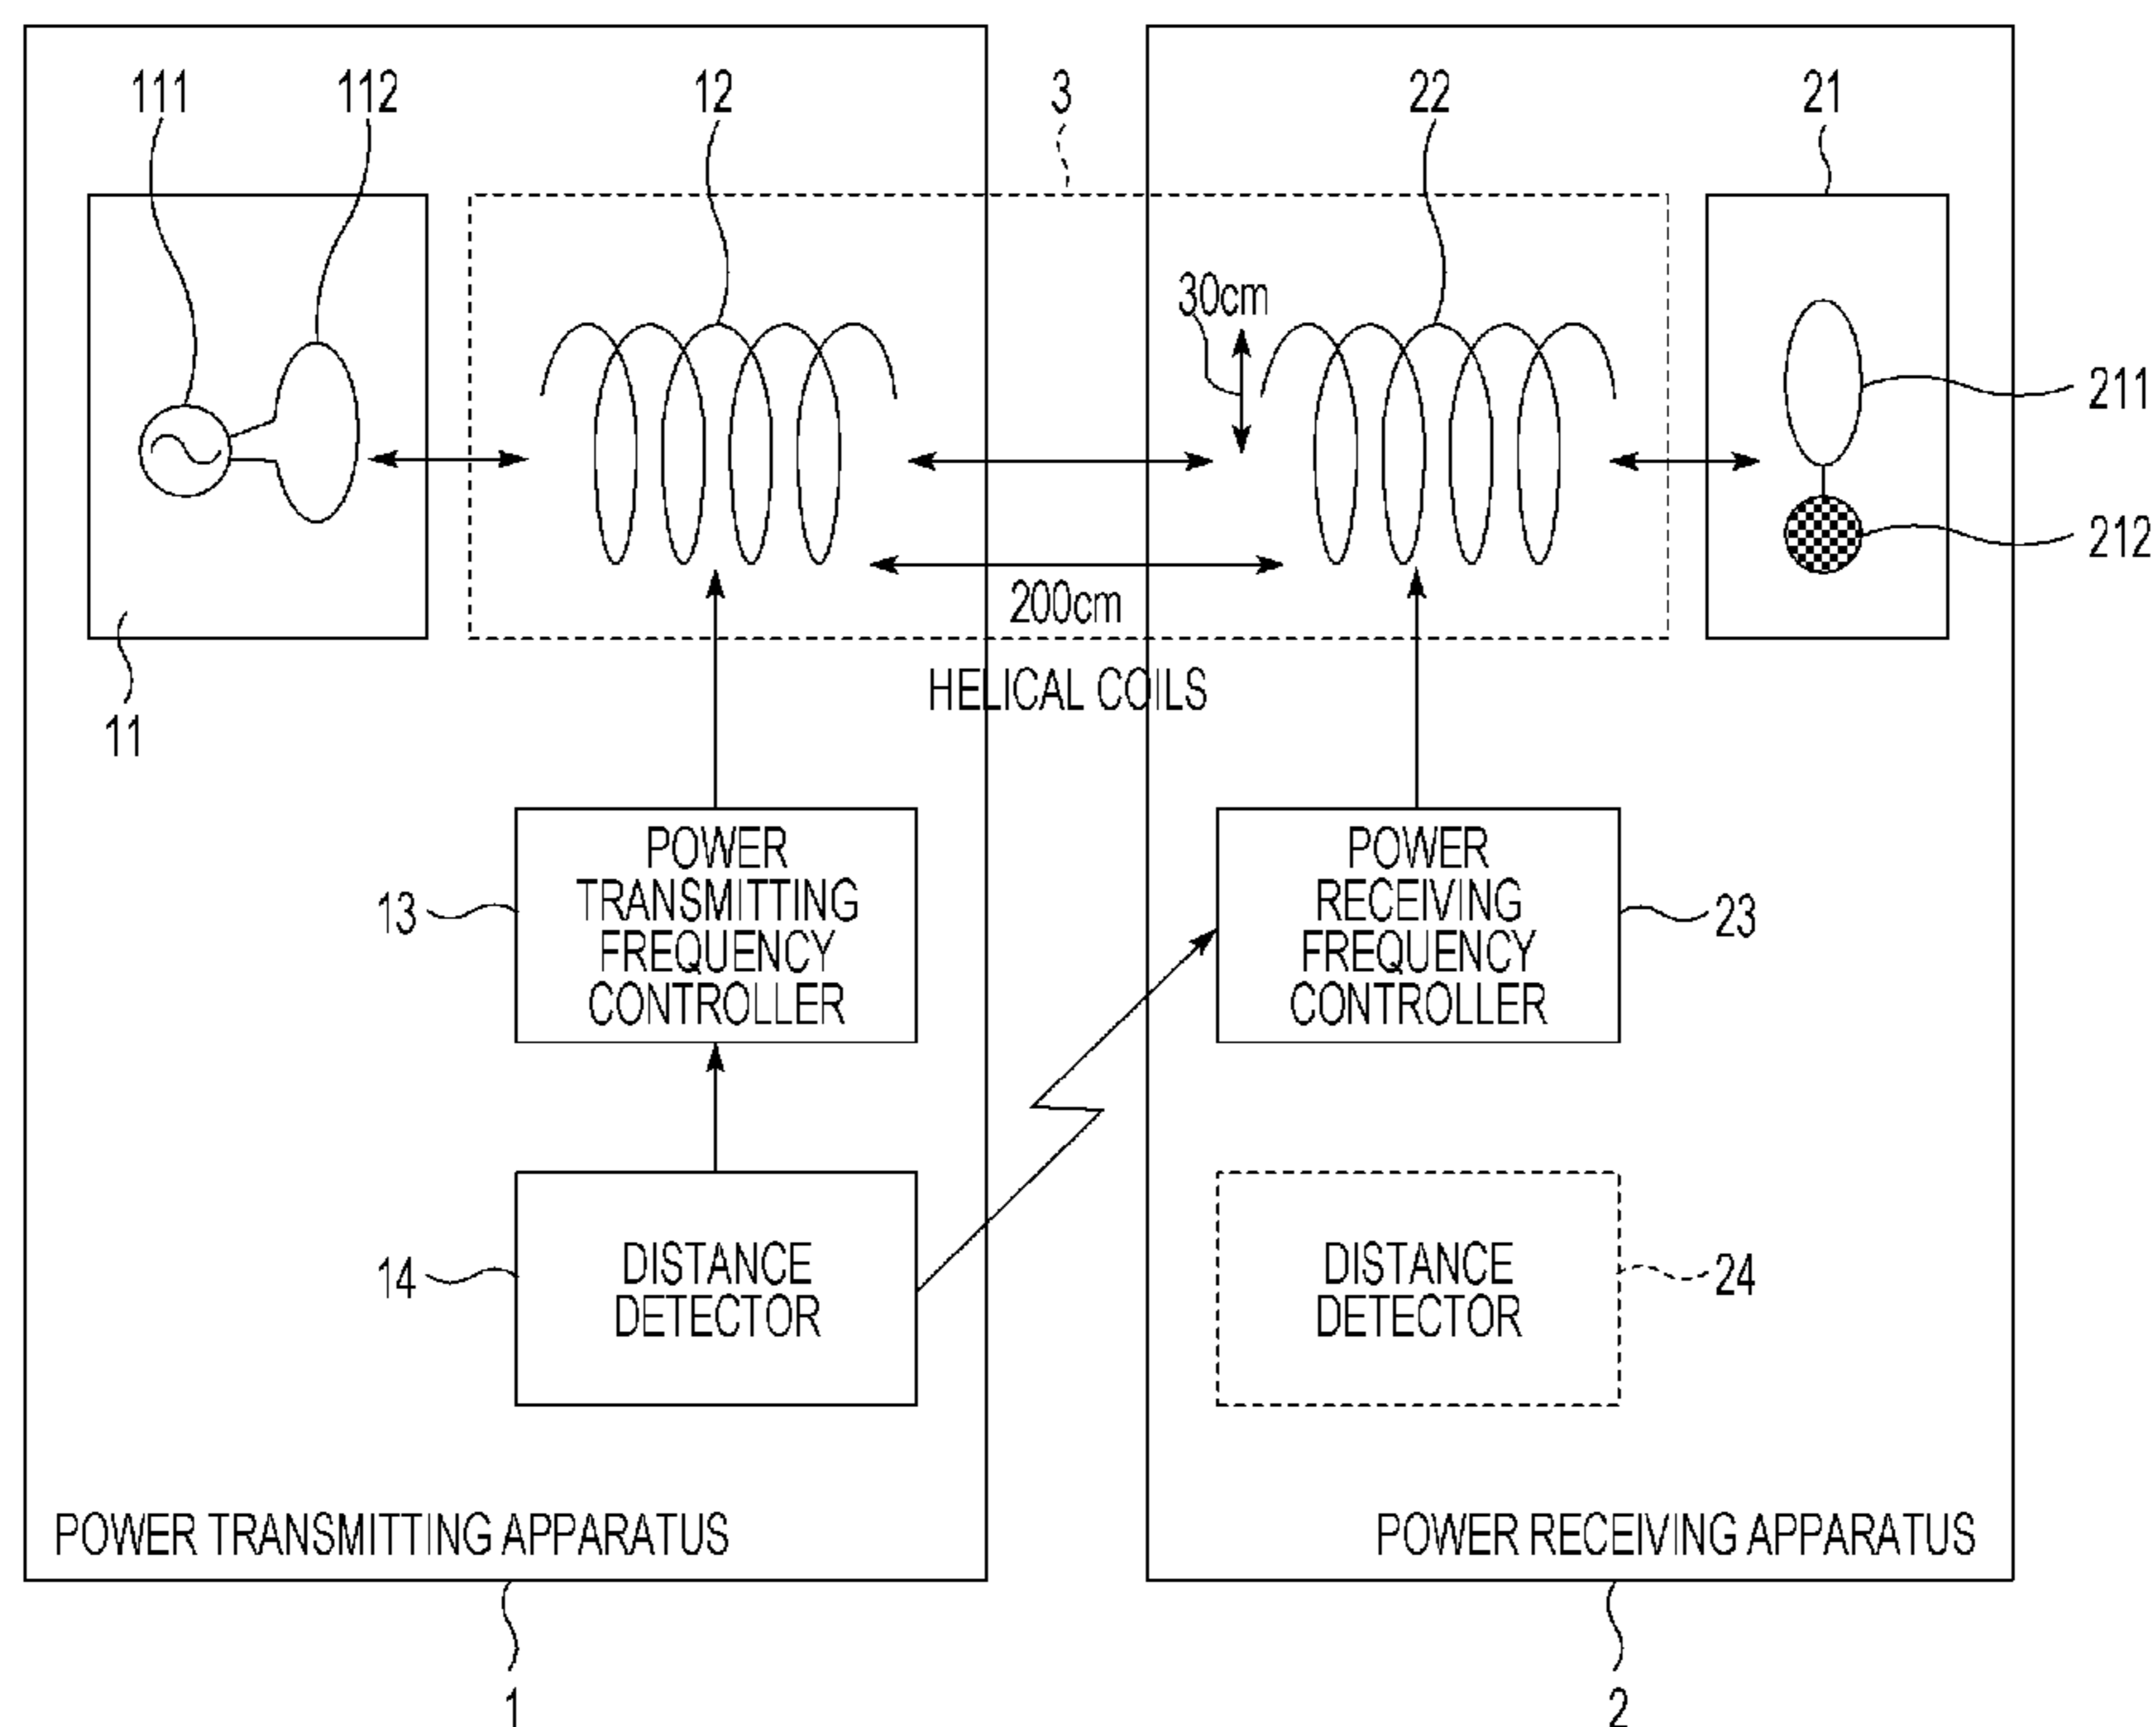 111
112
12
3
22
21
30cm
211
212
200cm
HELICAL COILS
11
POWER
TRANSMITTING
FREQUENCY
CONTROLLER
13
POWER
RECEIVING
FREQUENCY
CONTROLLER
23
14
DISTANCE
DETECTOR
DISTANCE
DETECTOR
24
POWER TRANSMITTING APPARATUS
POWER RECEIVING APPARATUS
1
2